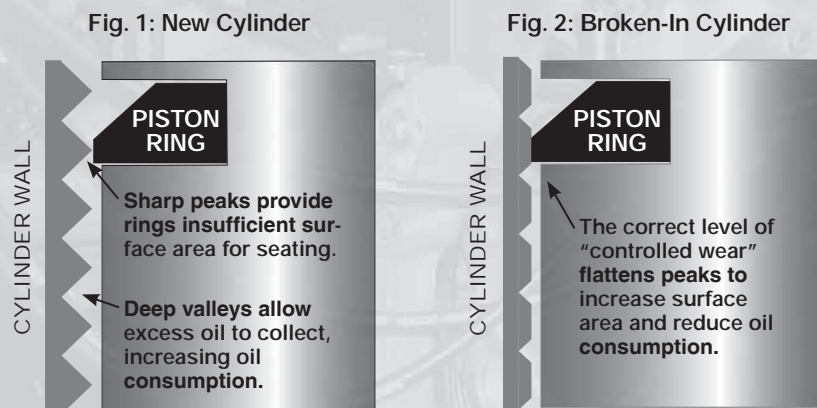 Fig. 1: New Cylinder
CYLINDER WALL
PISTON
RING
Sharp peaks provide
rings insufficient sur-
face area for seating.
Deep valleys allow
excess oil to collect,
increasing oil
consumption.
Fig. 2: Broken-In Cylinder
CYLINDER WALL
PISTON
RING
The correct level of
“controlled wear”
flattens peaks to
increase surface
area and reduce oil
consumption.